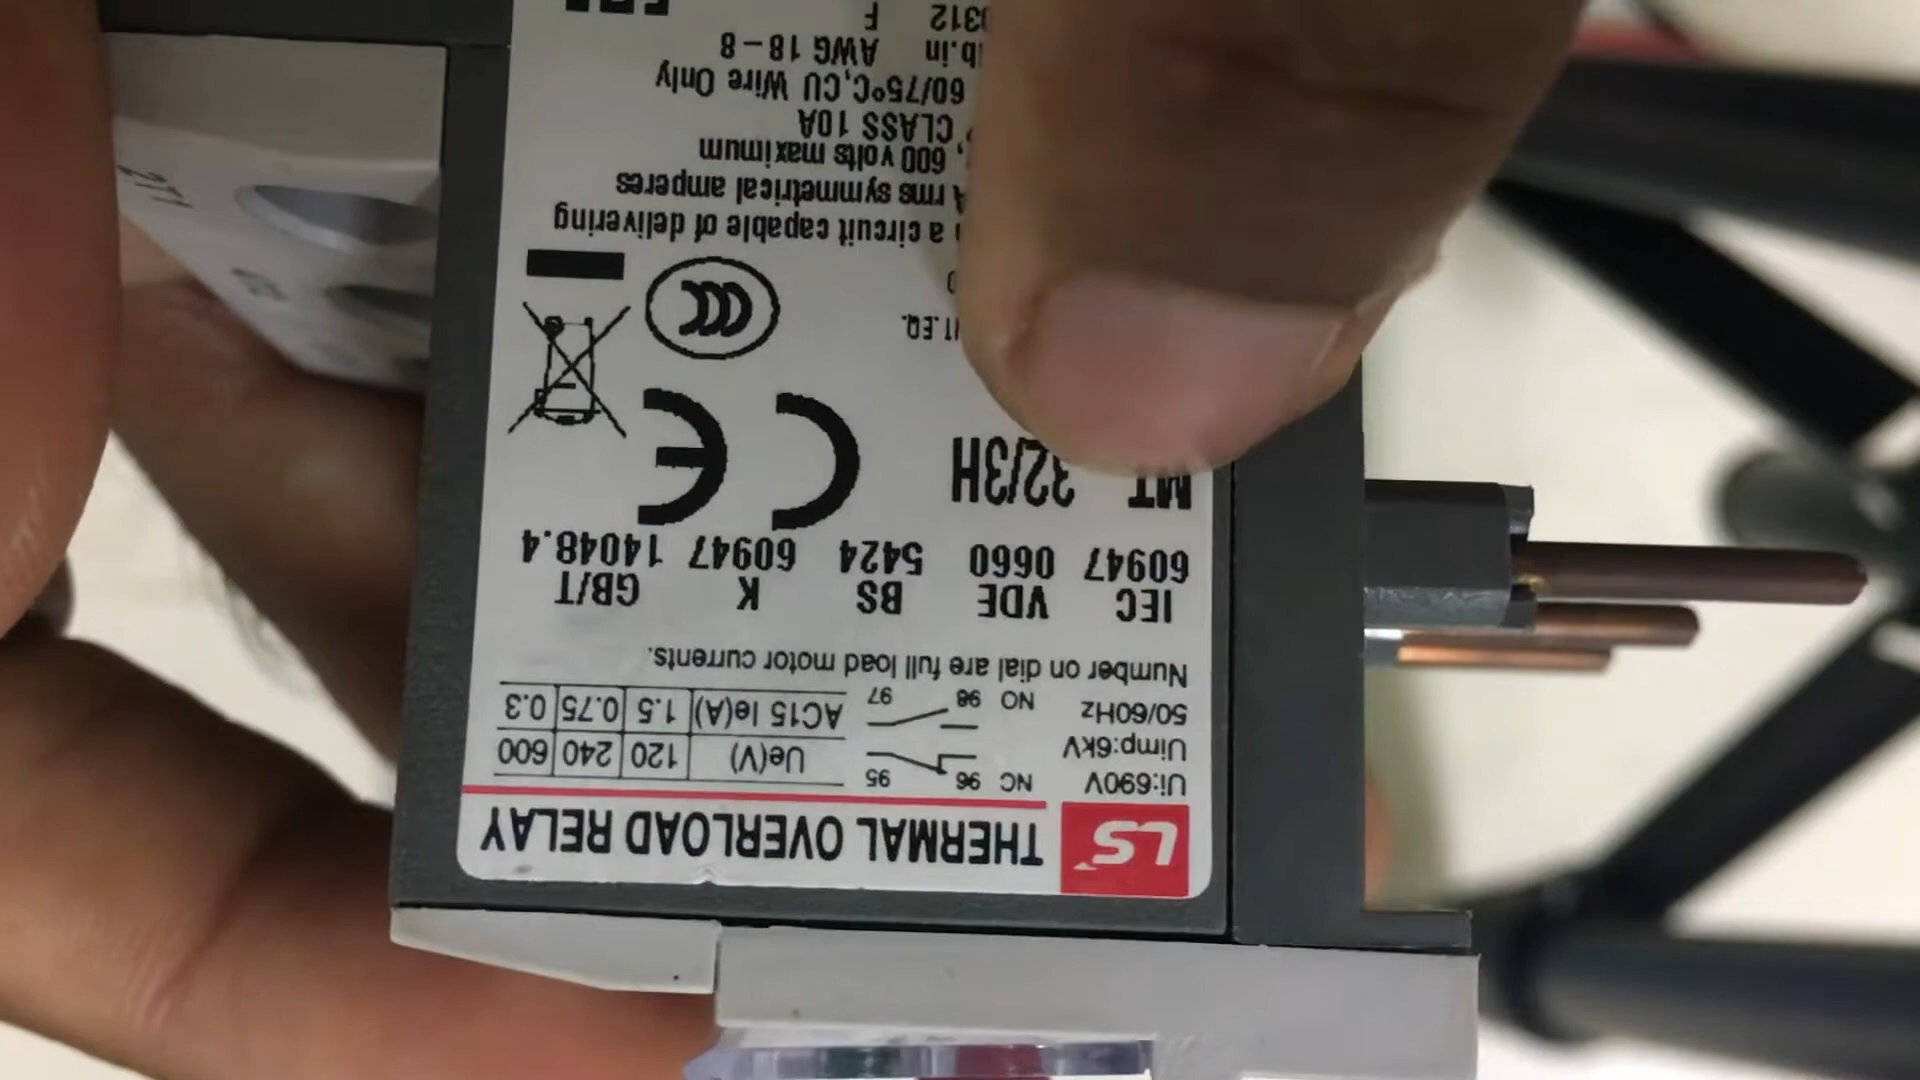 LS THERMAL OVERLOAD RELAY
Ui:690V
Uimp:6kV
50/60Hz
NC 96 95
NO 98 97
Ue(V) 120 240 600
AC15 Ie(A) 1.5 0.75 0.3
Number on dial are full load motor currents.
IEC VDE BS K GB/T
60947 0660 5424 60947 14048.4
MT 32/3H CE
CCC
a circuit capable of delivering
A rms symmetrical amperes
600 volts maximum
CLASS 10A
60/75°C,CU Wire Only
AWG 18-8
F